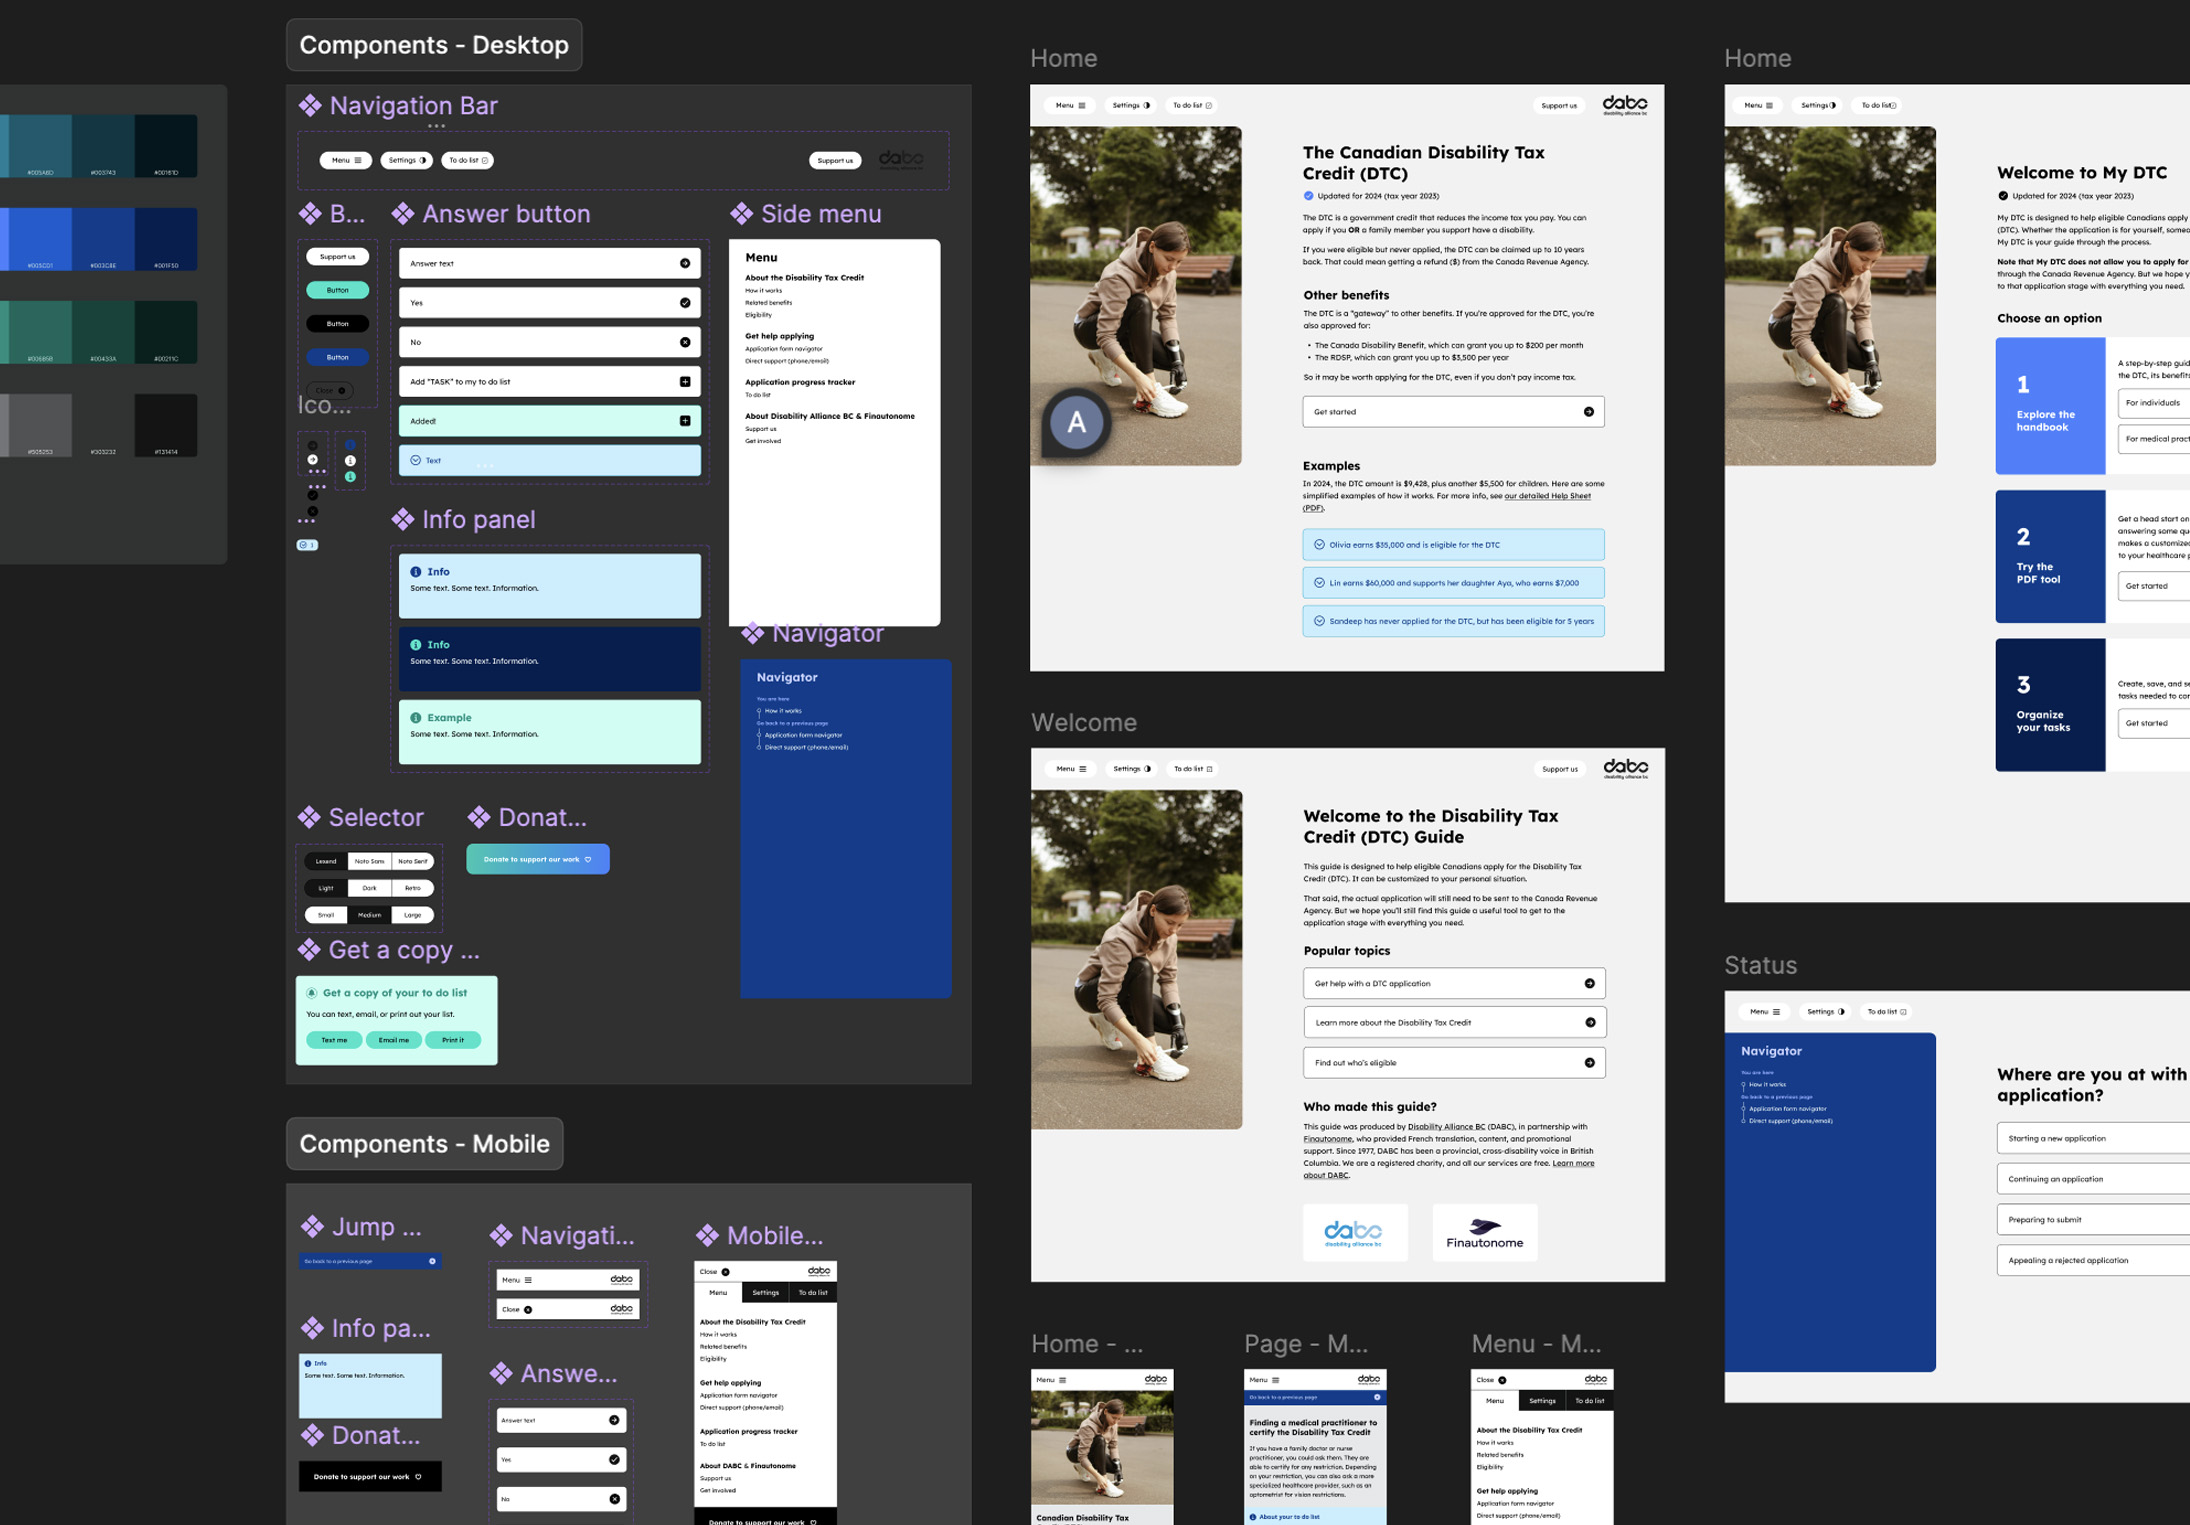 #005A6D
#003743
#00161D
#003C8E
#001F5D
#00433A
#00211C
#505253
#303232
#131414
Components - Desktop
Navigation Bar
Menu
Settings
To do list
Support us
dabc
disability alliance bc
B...
Support us
Button
Button
Button
Close
Ico...
1
Answer button
Answer text
Yes
No
Add "TASK" to my to do list
Added!
Text
Info panel
Info
Some text. Some text. Information.
Info
Some text. Some text. Information.
Example
Some text. Some text. Information.
Side menu
Menu
About the Disability Tax Credit
How it works
Related benefits
Eligibility
Get help applying
Application form navigator
Direct support (phone/email)
Application progress tracker
To do list
About Disability Alliance BC & Finautonome
Support us
Get involved
Navigator
Navigator
You are here
How it works
Go back to a previous page
Application form navigator
Direct support (phone/email)
Selector
Lexend
Noto Sans
Noto Serif
Light
Dark
Retro
Small
Medium
Large
Donat...
Donate to support our work
Get a copy ...
Get a copy of your to do list
You can text, email, or print out your list.
Text me
Email me
Print it
Components - Mobile
Jump ...
Go back to a previous page
Info pa...
Info
Some text. Some text. Information.
Donat...
Donate to support our work
Navigati...
Menu
dabc
Close
dabc
Answe...
Answer text
Yes
No
Mobile...
Close
dabc
Menu
Settings
To do list
About the Disability Tax Credit
How it works
Related benefits
Eligibility
Get help applying
Application form navigator
Direct support (phone/email)
Application progress tracker
To do list
About DABC & Finautonome
Support us
Get involved
Donate to support our work
Home
Menu
Settings
To do list
Support us
dabc
disability alliance bc
A
The Canadian Disability Tax
Credit (DTC)
Updated for 2024 (tax year 2023)
The DTC is a government credit that reduces the income tax you pay. You can
apply if you OR a family member you support have a disability.
If you were eligible but never applied, the DTC can be claimed up to 10 years
back. That could mean getting a refund ($) from the Canada Revenue Agency.
Other benefits
The DTC is a "gateway" to other benefits. If you're approved for the DTC, you're
also approved for:
• The Canada Disability Benefit, which can grant you up to $200 per month
• The RDSP, which can grant you up to $3,500 per year
So it may be worth applying for the DTC, even if you don't pay income tax.
Get started
Examples
In 2024, the DTC amount is $9,428, plus another $5,500 for children. Here are some
simplified examples of how it works. For more info, see our detailed Help Sheet
(PDF).
Olivia earns $35,000 and is eligible for the DTC
Lin earns $60,000 and supports her daughter Aya, who earns $7,000
Sandeep has never applied for the DTC, but has been eligible for 5 years
Welcome
Menu
Settings
To do list
Support us
dabc
disability alliance bc
Welcome to the Disability Tax
Credit (DTC) Guide
This guide is designed to help eligible Canadians apply for the Disability Tax
Credit (DTC). It can be customized to your personal situation.
That said, the actual application will still need to be sent to the Canada Revenue
Agency. But we hope you'll still find this guide a useful tool to get to the
application stage with everything you need.
Popular topics
Get help with a DTC application
Learn more about the Disability Tax Credit
Find out who's eligible
Who made this guide?
This guide was produced by Disability Alliance BC (DABC), in partnership with
Finautonome, who provided French translation, content, and promotional
support. Since 1977, DABC has been a provincial, cross-disability voice in British
Columbia. We are a registered charity, and all our services are free. Learn more
about DABC.
dabc
disability alliance bc
Finautonome
Home - ...
Menu
dabc
Canadian Disability Tax
Page - M...
Menu
dabc
Go back to a previous page
Finding a medical practitioner to
certify the Disability Tax Credit
If you have a family doctor or nurse
practitioner, you could ask them. They are
able to certify for any restriction. Depending
on your restriction, you can also ask a more
specialized healthcare provider, such as an
optometrist for vision restrictions.
About your to do list
Menu - M...
Close
dabc
Menu
Settings
To do list
About the Disability Tax Credit
How it works
Related benefits
Eligibility
Get help applying
Application form navigator
Direct support (phone/email)
Home
Menu
Settings
To do list
Welcome to My DTC
Updated for 2024 (tax year 2023)
My DTC is designed to help eligible Canadians apply
(DTC). Whether the application is for yourself, someo
My DTC is your guide through the process.
Note that My DTC does not allow you to apply for
through the Canada Revenue Agency. But we hope y
to that application stage with everything you need.
Choose an option
1
Explore the
handbook
A step-by-step guid
the DTC, its benefit
For individuals
For medical pract
2
Try the
PDF tool
Get a head start on
answering some qu
makes a customize
to your healthcare p
Get started
3
Organize
your tasks
Create, save, and se
tasks needed to co
Get started
Status
Menu
Settings
To do list
Navigator
You are here
How it works
Go back to a previous page
Application form navigator
Direct support (phone/email)
Where are you at with
application?
Starting a new application
Continuing an application
Preparing to submit
Appealing a rejected application